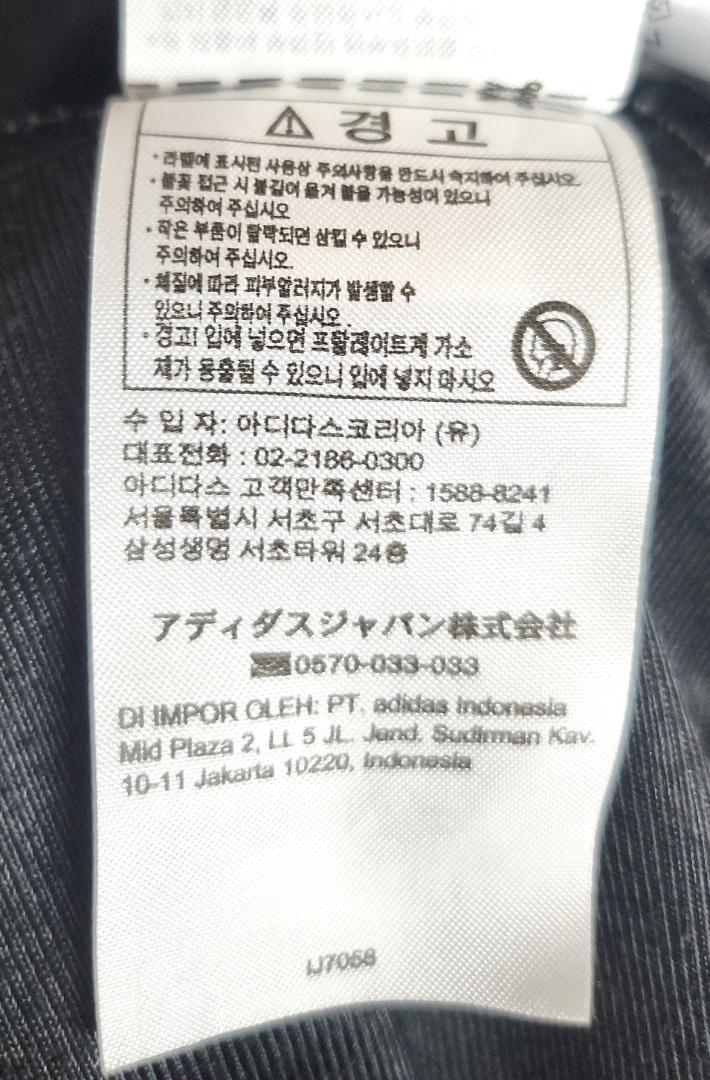 ⚠ 경 고
· 라벨에 표시된 사용상 주의사항을 반드시 숙지하여 주십시오.
· 불꽃 접근 시 불길이 옮겨 붙을 가능성이 있으니
주의하여 주십시오
· 작은 부품이 탈락되면 삼킬 수 있으니
주의하여 주십시오.
· 체질에 따라 피부알러지가 발생할 수
있으니 주의하여 주십시오.
· 경고! 입에 넣으면 프탈레이트계 가소
제가 용출될 수 있으니 입에 넣지 마시오
수 입 자: 아디다스코리아 (유)
대표전화 : 02-2186-0300
아디다스 고객만족센터 : 1588-8241
서울특별시 서초구 서초대로 74길 4
삼성생명 서초타워 24층
アディダスジャパン株式会社
0570-033-033
DI IMPOR OLEH: PT. adidas Indonesia
Mid Plaza 2, Lt. 5 JL. Jend. Sudirman Kav.
10-11 Jakarta 10220, Indonesia
IJ7058